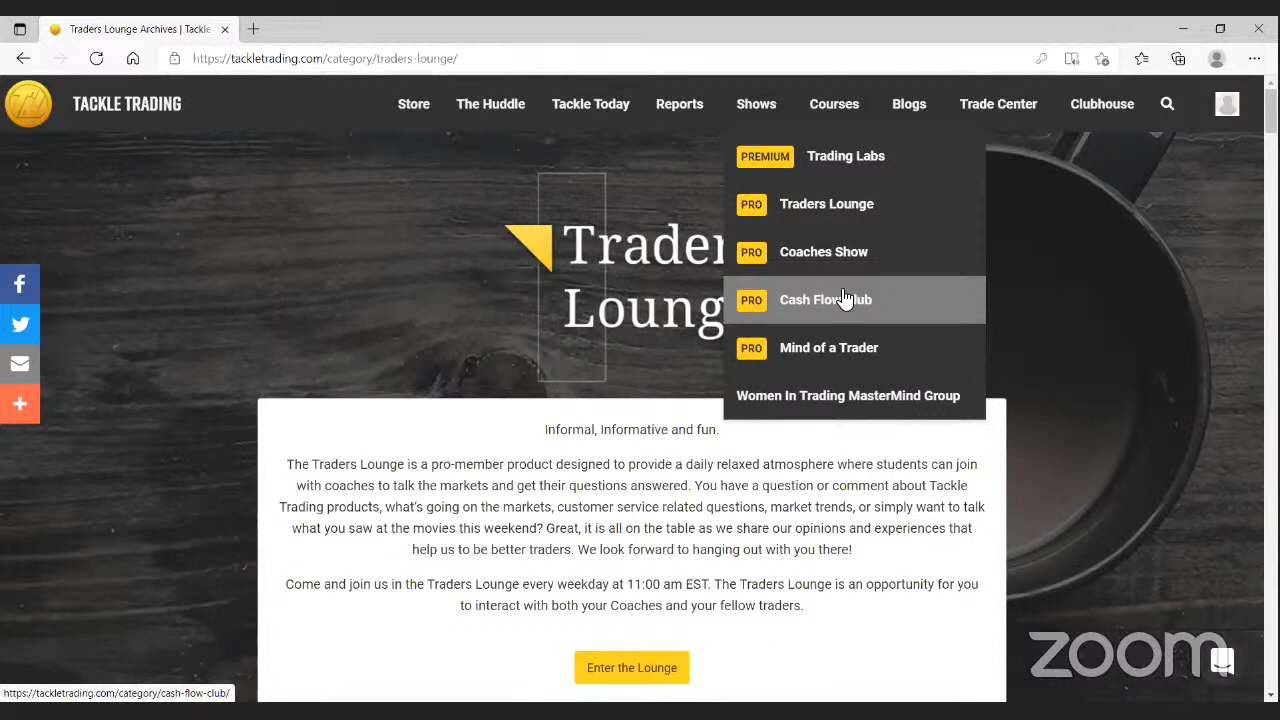 Traders Lounge Archives | Tackle
https://tackletrading.com/category/traders-lounge/
TACKLE TRADING
Store The Huddle Tackle Today Reports Shows Courses Blogs Trade Center Clubhouse
PREMIUM Trading Labs
PRO Traders Lounge
PRO Coaches Show
PRO Cash Flow Club
PRO Mind of a Trader
Women In Trading MasterMind Group
Trader
Loung
Informal, Informative and fun.
The Traders Lounge is a pro-member product designed to provide a daily relaxed atmosphere where students can join
with coaches to talk the markets and get their questions answered. You have a question or comment about Tackle
Trading products, what's going on the markets, customer service related questions, market trends, or simply want to talk
what you saw at the movies this weekend? Great, it is all on the table as we share our opinions and experiences that
help us to be better traders. We look forward to hanging out with you there!
Come and join us in the Traders Lounge every weekday at 11:00 am EST. The Traders Lounge is an opportunity for you
to interact with both your Coaches and your fellow traders.
Enter the Lounge
zoom
https://tackletrading.com/category/cash-flow-club/